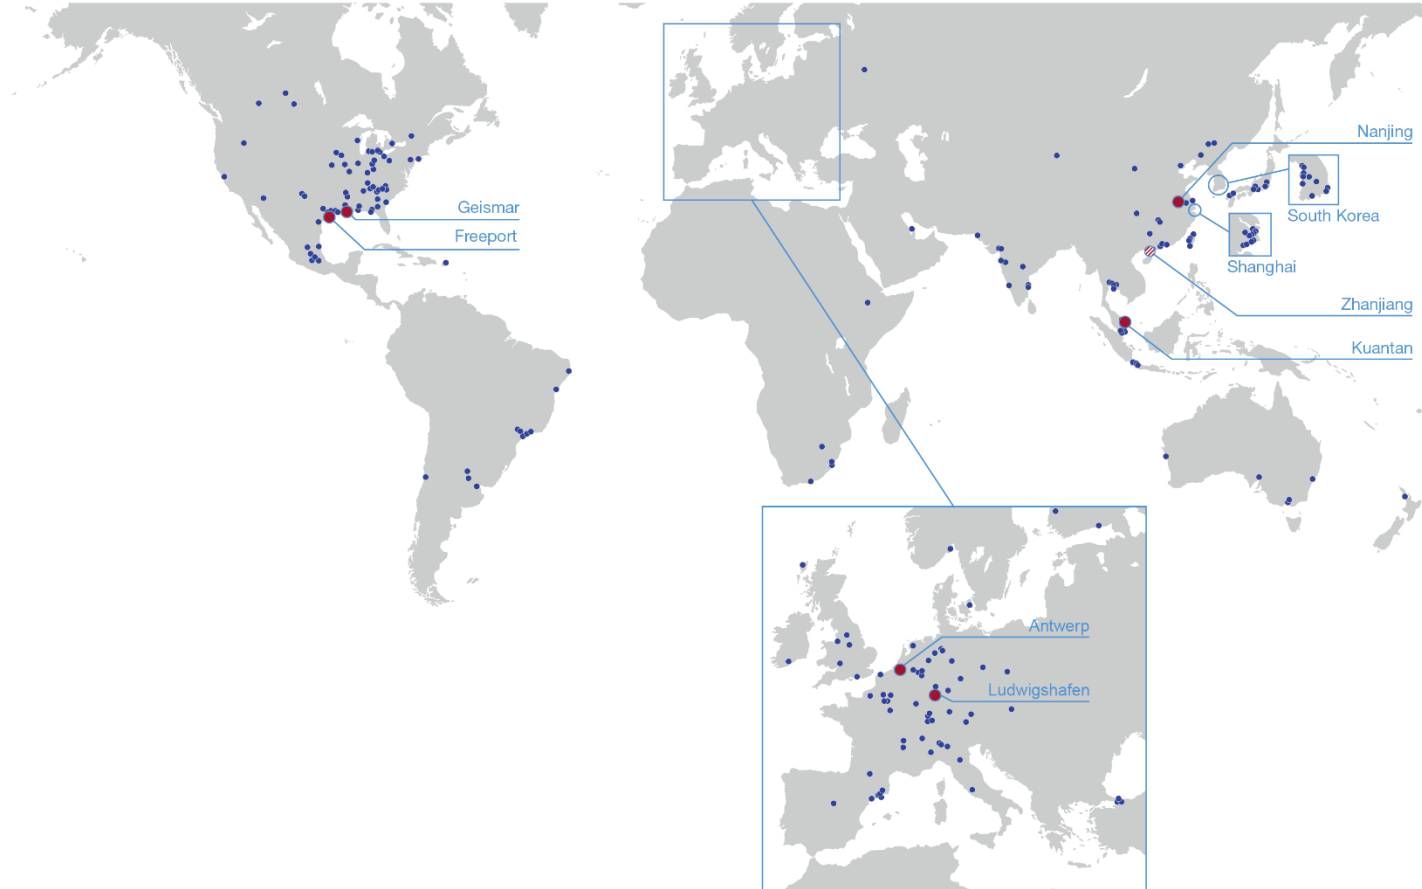 Nanjing
Geismar
South Korea
Freeport
Shanghai
Zhanjiang
Kuantan
Antwerp
Ludwigshafen